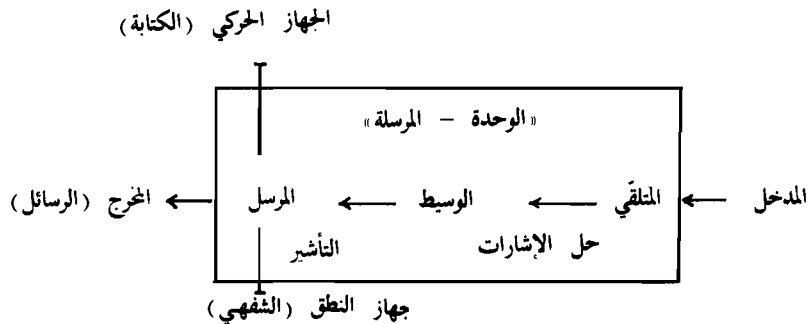 الجهاز الحركي (الكتابة)
«الوحدة – المرسلة»
المدخل ← المتلقّي ← الوسيط ← المرسل ← المخرج (الرسائل)
حل الإشارات التأشير
جهاز النطق (الشفهي)